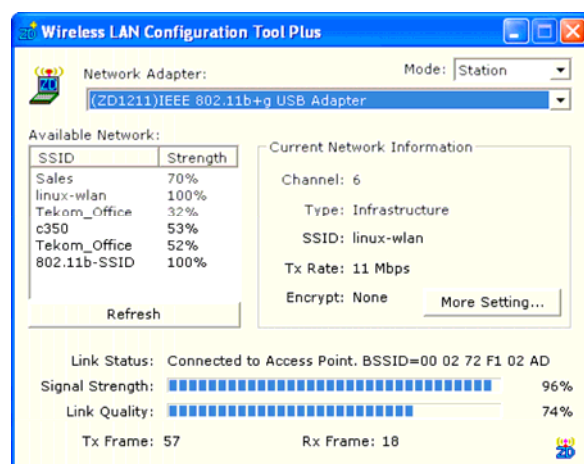 Wireless LAN Configuration Tool Plus
Network Adapter:
Mode: Station
(ZD1211)IEEE 802.11b+g USB Adapter
Available Network:
SSID Strength
Sales 70%
linux-wlan 100%
Tekom_Office 32%
c350 53%
Tekom_Office 52%
802.11b-SSID 100%
Refresh
Current Network Information
Channel: 6
Type: Infrastructure
SSID: linux-wlan
Tx Rate: 11 Mbps
Encrypt: None
More Setting...
Link Status: Connected to Access Point. BSSID=00 02 72 F1 02 AD
Signal Strength: 96%
Link Quality: 74%
Tx Frame: 57 Rx Frame: 18
ZD